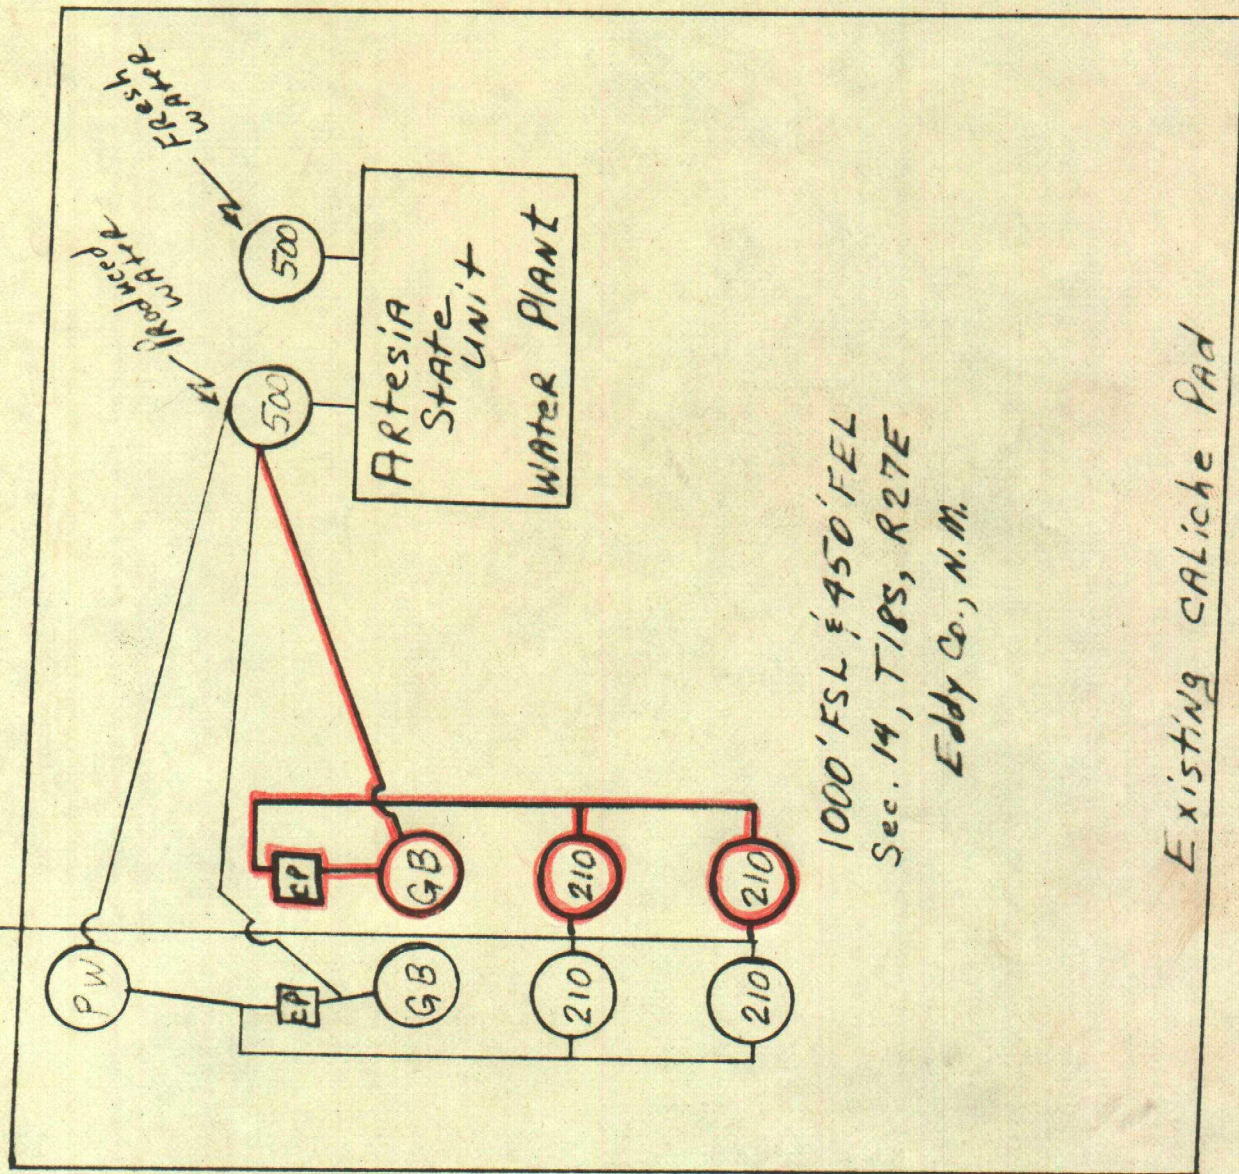 Fresh
Water
Produced
Water
500
500
Artesia
State
Unit
Water Plant
PW
EP
GB
210
210
EP
GB
210
210
1000' FSL & 450' FEL
Sec. 14, T18S, R27E
Eddy Co., N.M.
Existing Caliche Pad